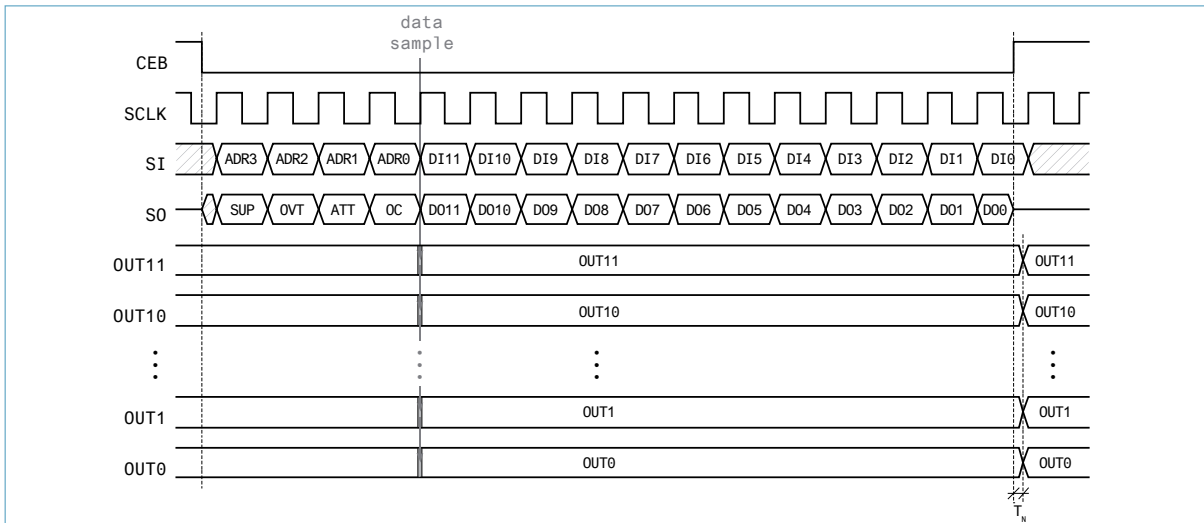 data
sample
CEB
SCLK
SI ADR3 ADR2 ADR1 ADR0 DI11 DI10 DI9 DI8 DI7 DI6 DI5 DI4 DI3 DI2 DI1 DI0
SO SUP OVT ATT OC DO11 DO10 DO9 DO8 DO7 DO6 DO5 DO4 DO3 DO2 DO1 DO0
OUT11 OUT11 OUT11
OUT10 OUT10 OUT10
OUT1 OUT1 OUT1
OUT0 OUT0 OUT0
TN